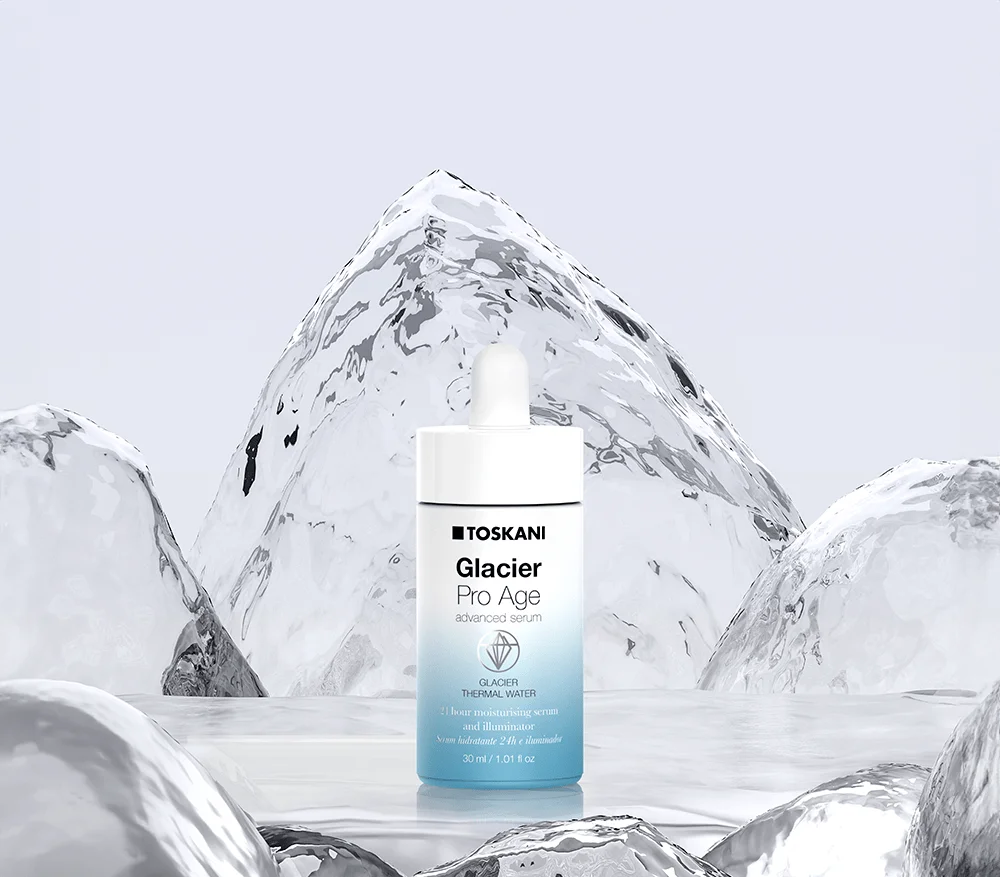 TOSKANI
Glacier
Pro Age
advanced serum
GLACIER
THERMAL WATER
24 hour moisturising serum
and illuminator
Serum hidratante 24h e iluminador
30 ml / 1.01 fl oz